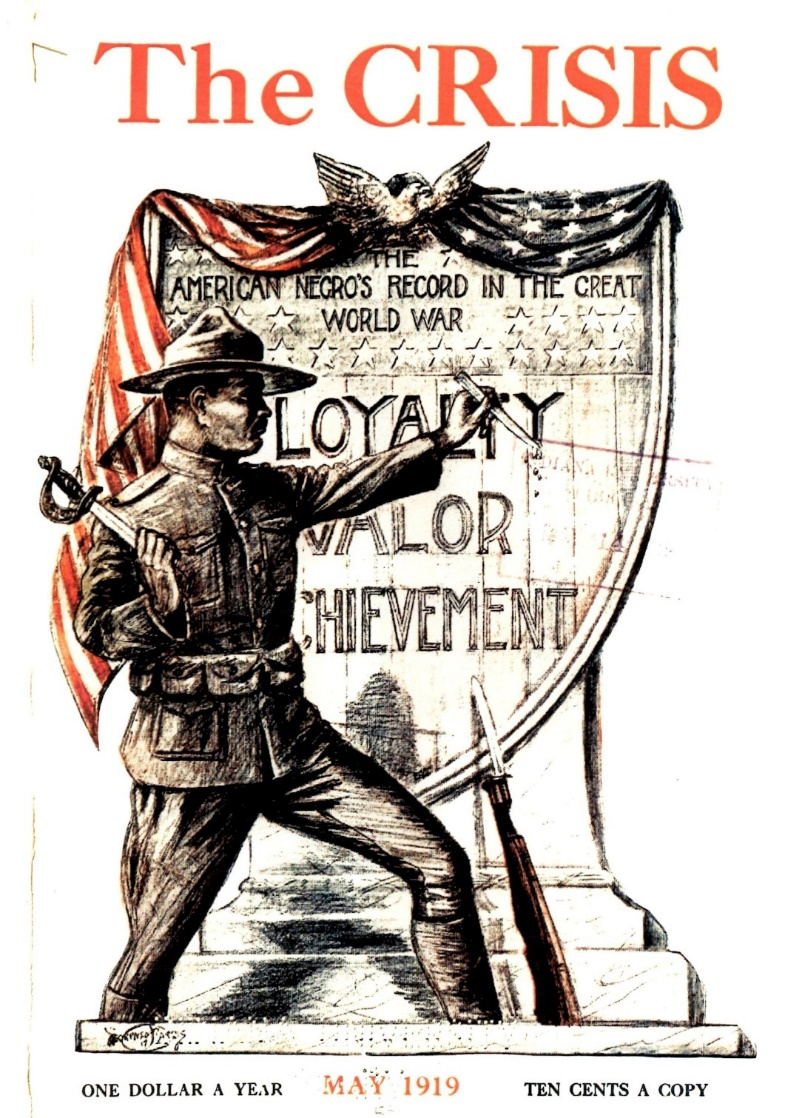 The CRISIS
THE
AMERICAN NEGRO'S RECORD IN THE GREAT
WORLD WAR
LOYALTY
VALOR
CHIEVEMENT
ONE DOLLAR A YEAR MAY 1919 TEN CENTS A COPY